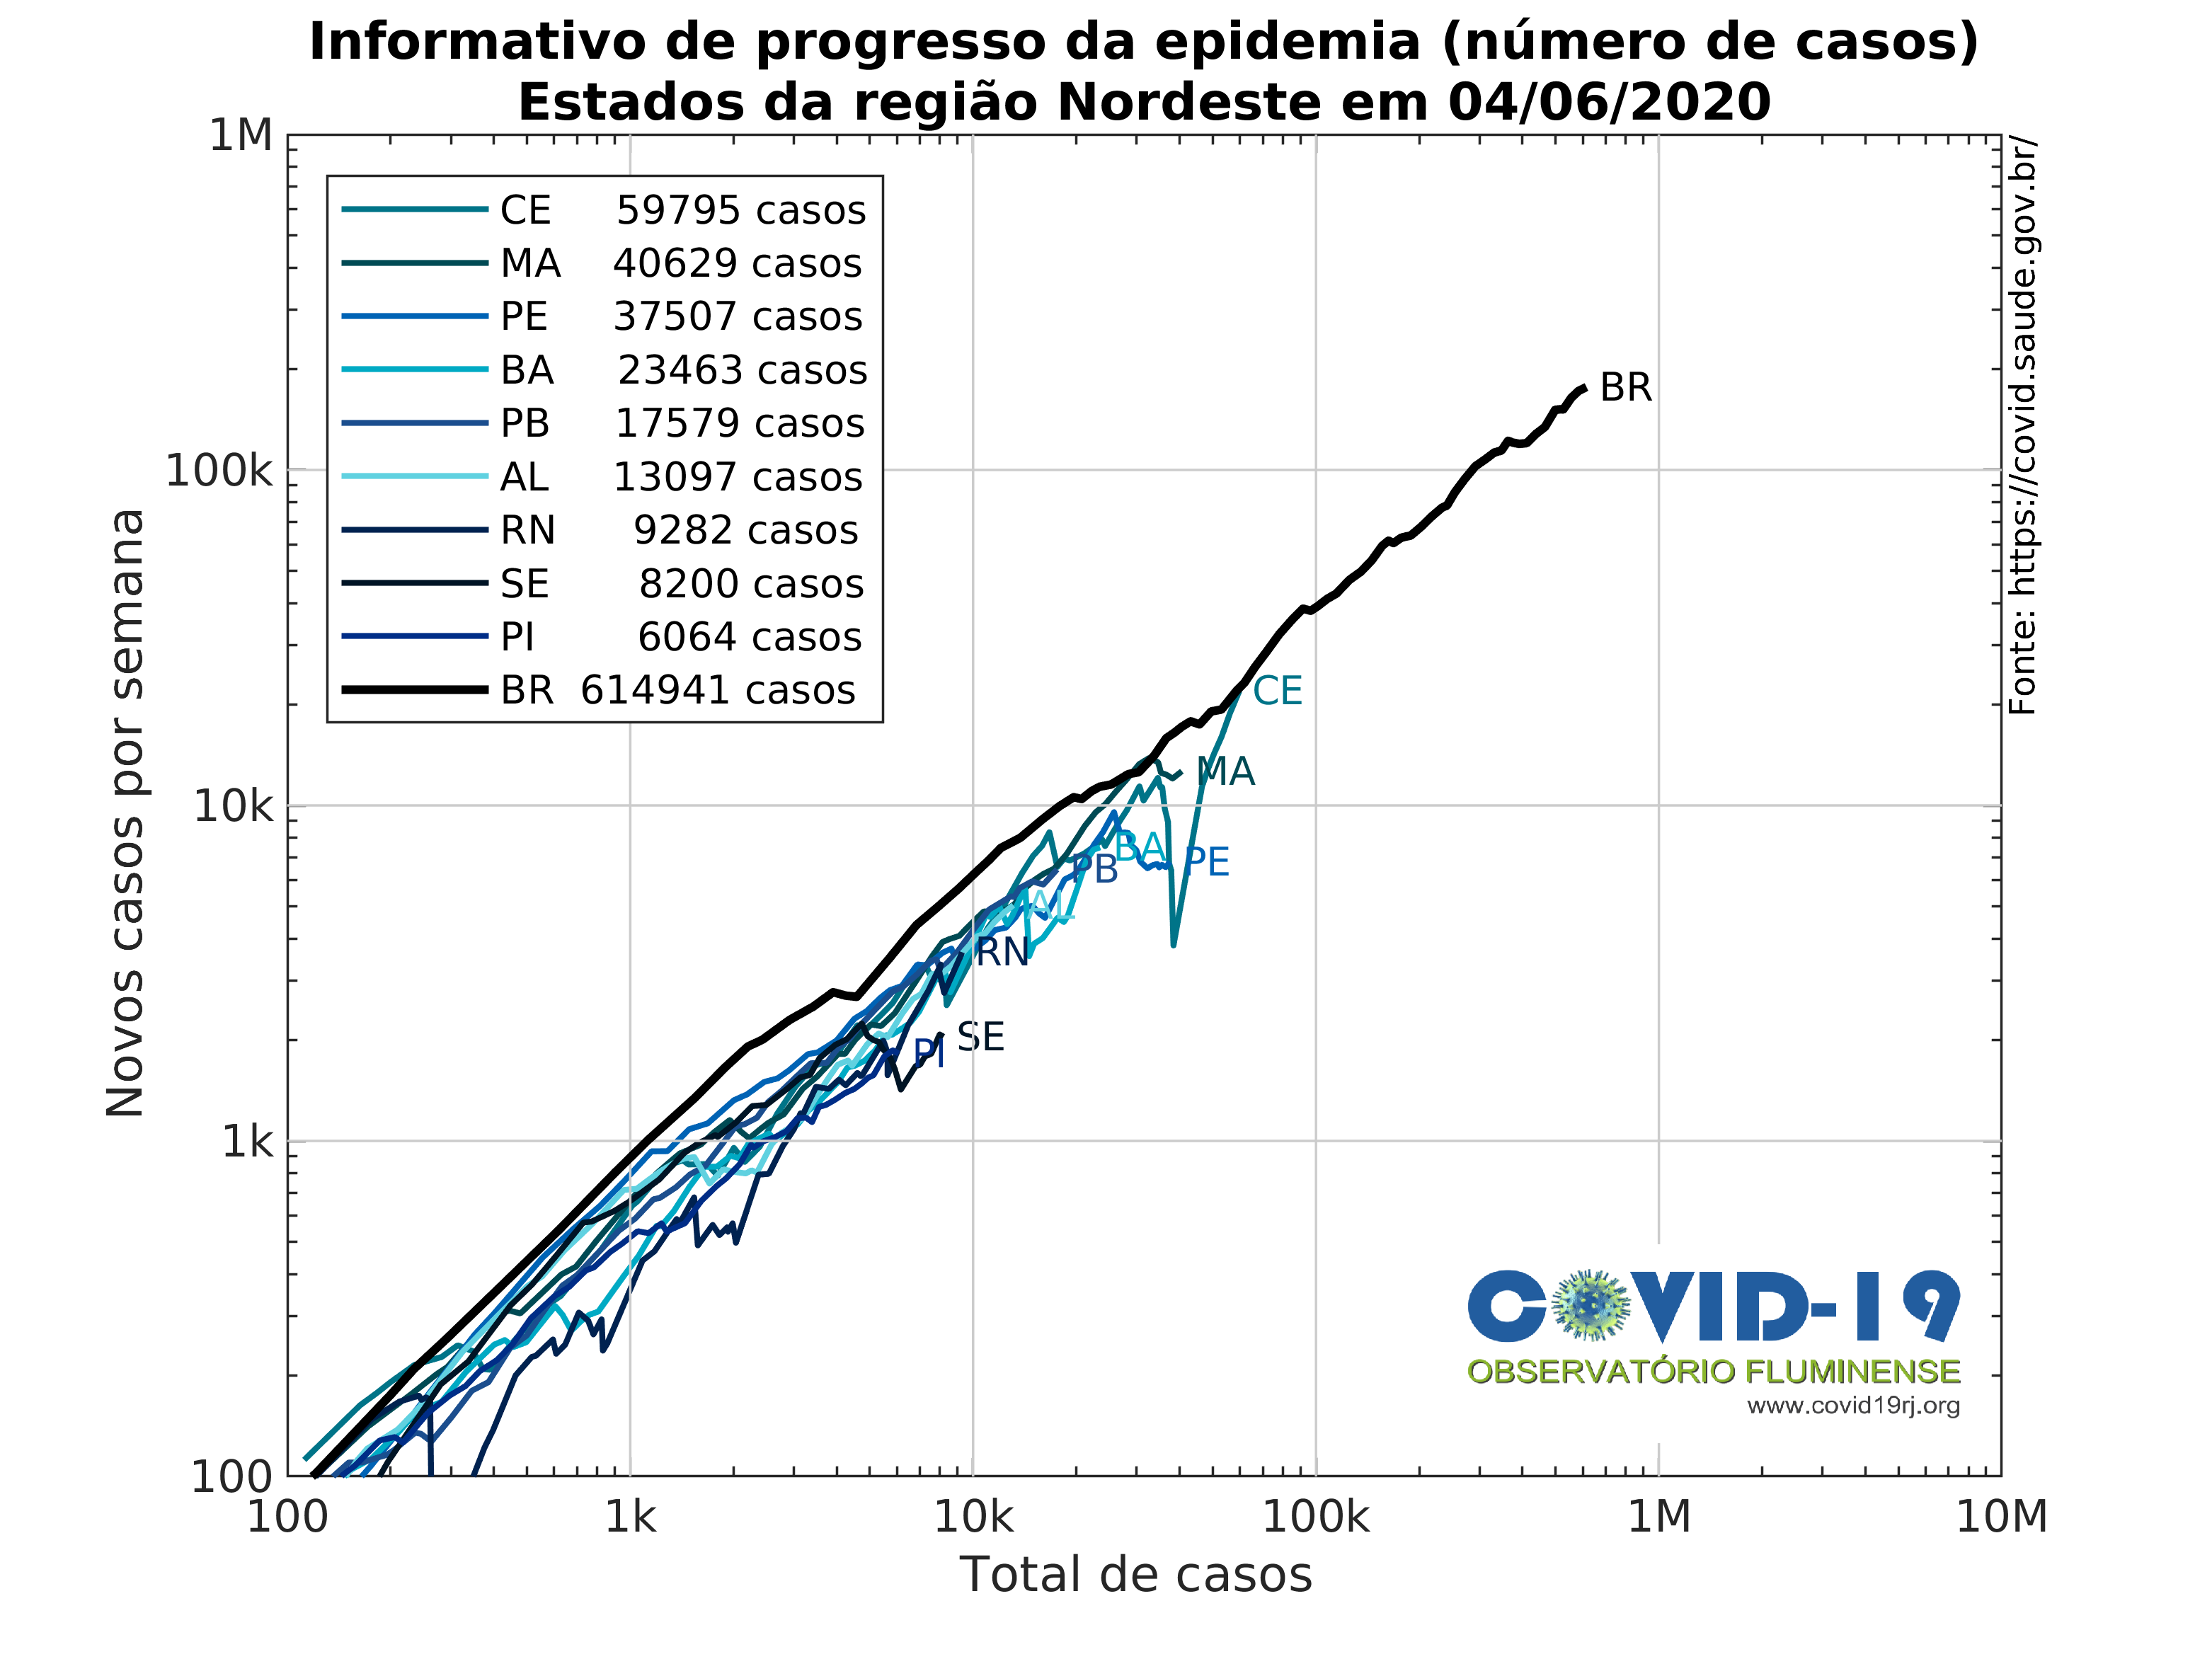 Informativo de progresso da epidemia (número de casos)
Estados da região Nordeste em 04/06/2020
1M
100k
10k
1k
100
Novos casos por semana
CE 59795 casos
MA 40629 casos
PE 37507 casos
BA 23463 casos
PB 17579 casos
AL 13097 casos
RN 9282 casos
SE 8200 casos
PI 6064 casos
BR 614941 casos
BR
CE
MA
BA
PE
PB
AL
RN
SE
PI
Fonte: https://covid.saude.gov.br/
COVID-19
OBSERVATÓRIO FLUMINENSE
www.covid19rj.org
100
1k
10k
100k
1M
10M
Total de casos